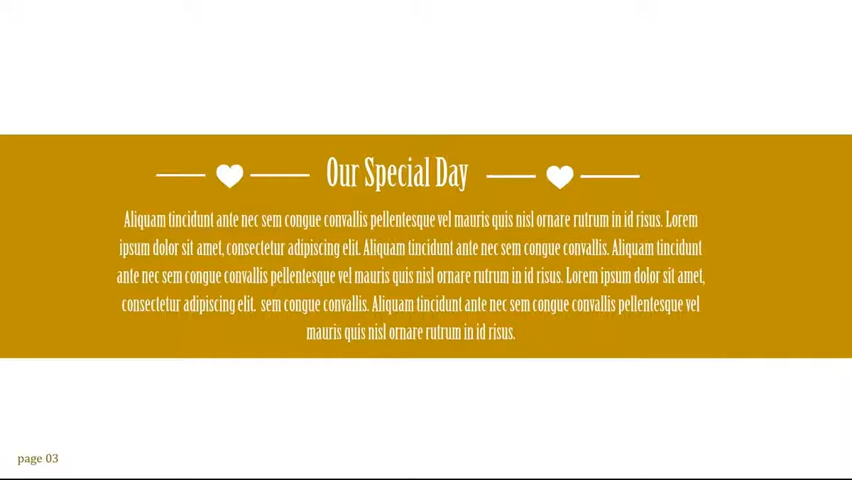 Our Special Day
Aliquam tincidunt ante nec sem congue convallis pellentesque vel mauris quis nisl ornare rutrum in id risus. Lorem
ipsum dolor sit amet, consectetur adipiscing elit. Aliquam tincidunt ante nec sem congue convallis. Aliquam tincidunt
ante nec sem congue convallis pellentesque vel mauris quis nisl ornare rutrum in id risus. Lorem ipsum dolor sit amet,
consectetur adipiscing elit. sem congue convallis. Aliquam tincidunt ante nec sem congue convallis pellentesque vel
mauris quis nisl ornare rutrum in id risus.
page 03